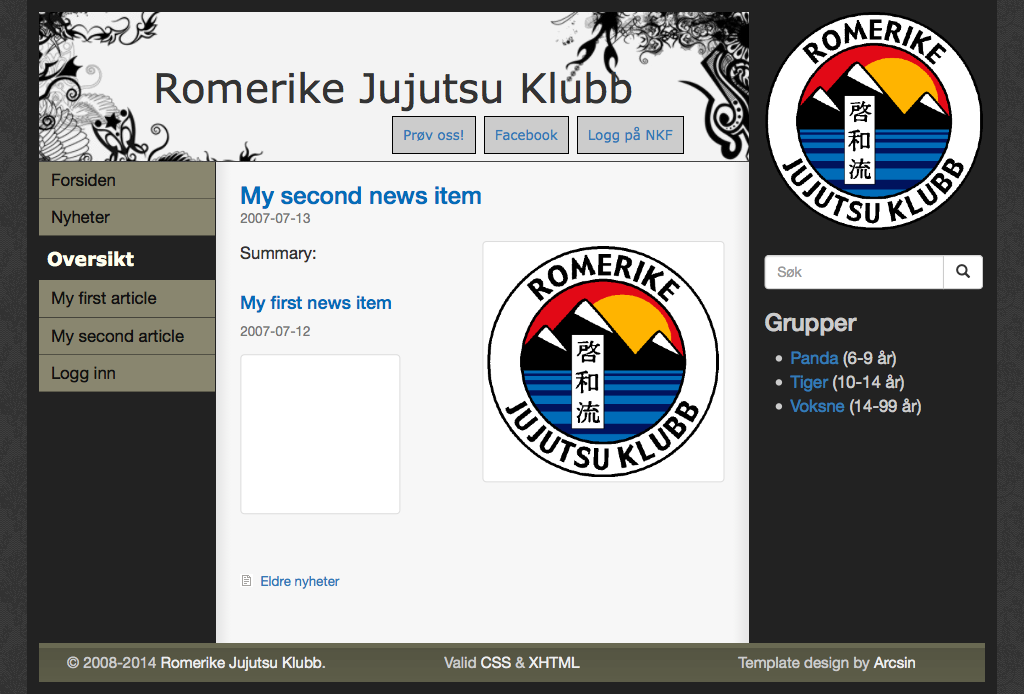 Romerike Jujutsu Klubb
Prøv oss!
Facebook
Logg på NKF
ROMERIKE
啓和流
JUJUTSU KLUBB
Forsiden
Nyheter
Oversikt
My first article
My second article
Logg inn
My second news item
2007-07-13
Summary:
My first news item
2007-07-12
ROMERIKE
啓和流
JUJUTSU KLUBB
Eldre nyheter
Søk
Grupper
Panda (6-9 år)
Tiger (10-14 år)
Voksne (14-99 år)
© 2008-2014 Romerike Jujutsu Klubb.
Valid CSS & XHTML
Template design by Arcsin